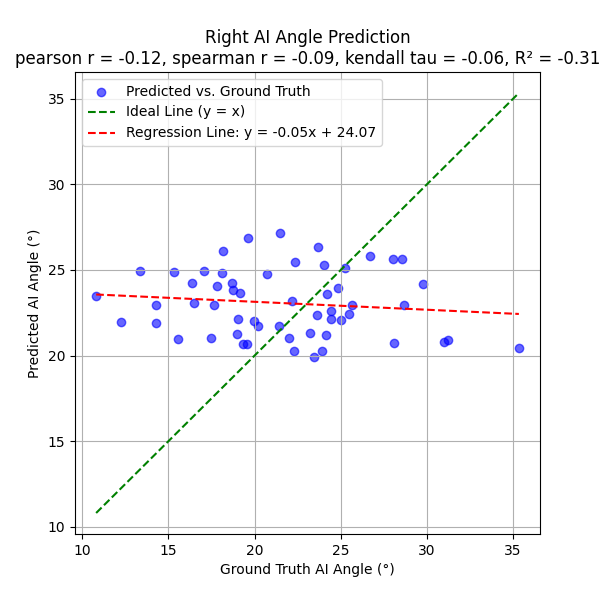 Right AI Angle Prediction
pearson r = -0.12, spearman r = -0.09, kendall tau = -0.06, R² = -0.31
Predicted vs. Ground Truth
Ideal Line (y = x)
Regression Line: y = -0.05x + 24.07
35
30
25
20
15
10
Predicted AI Angle (°)
10 15 20 25 30 35
Ground Truth AI Angle (°)